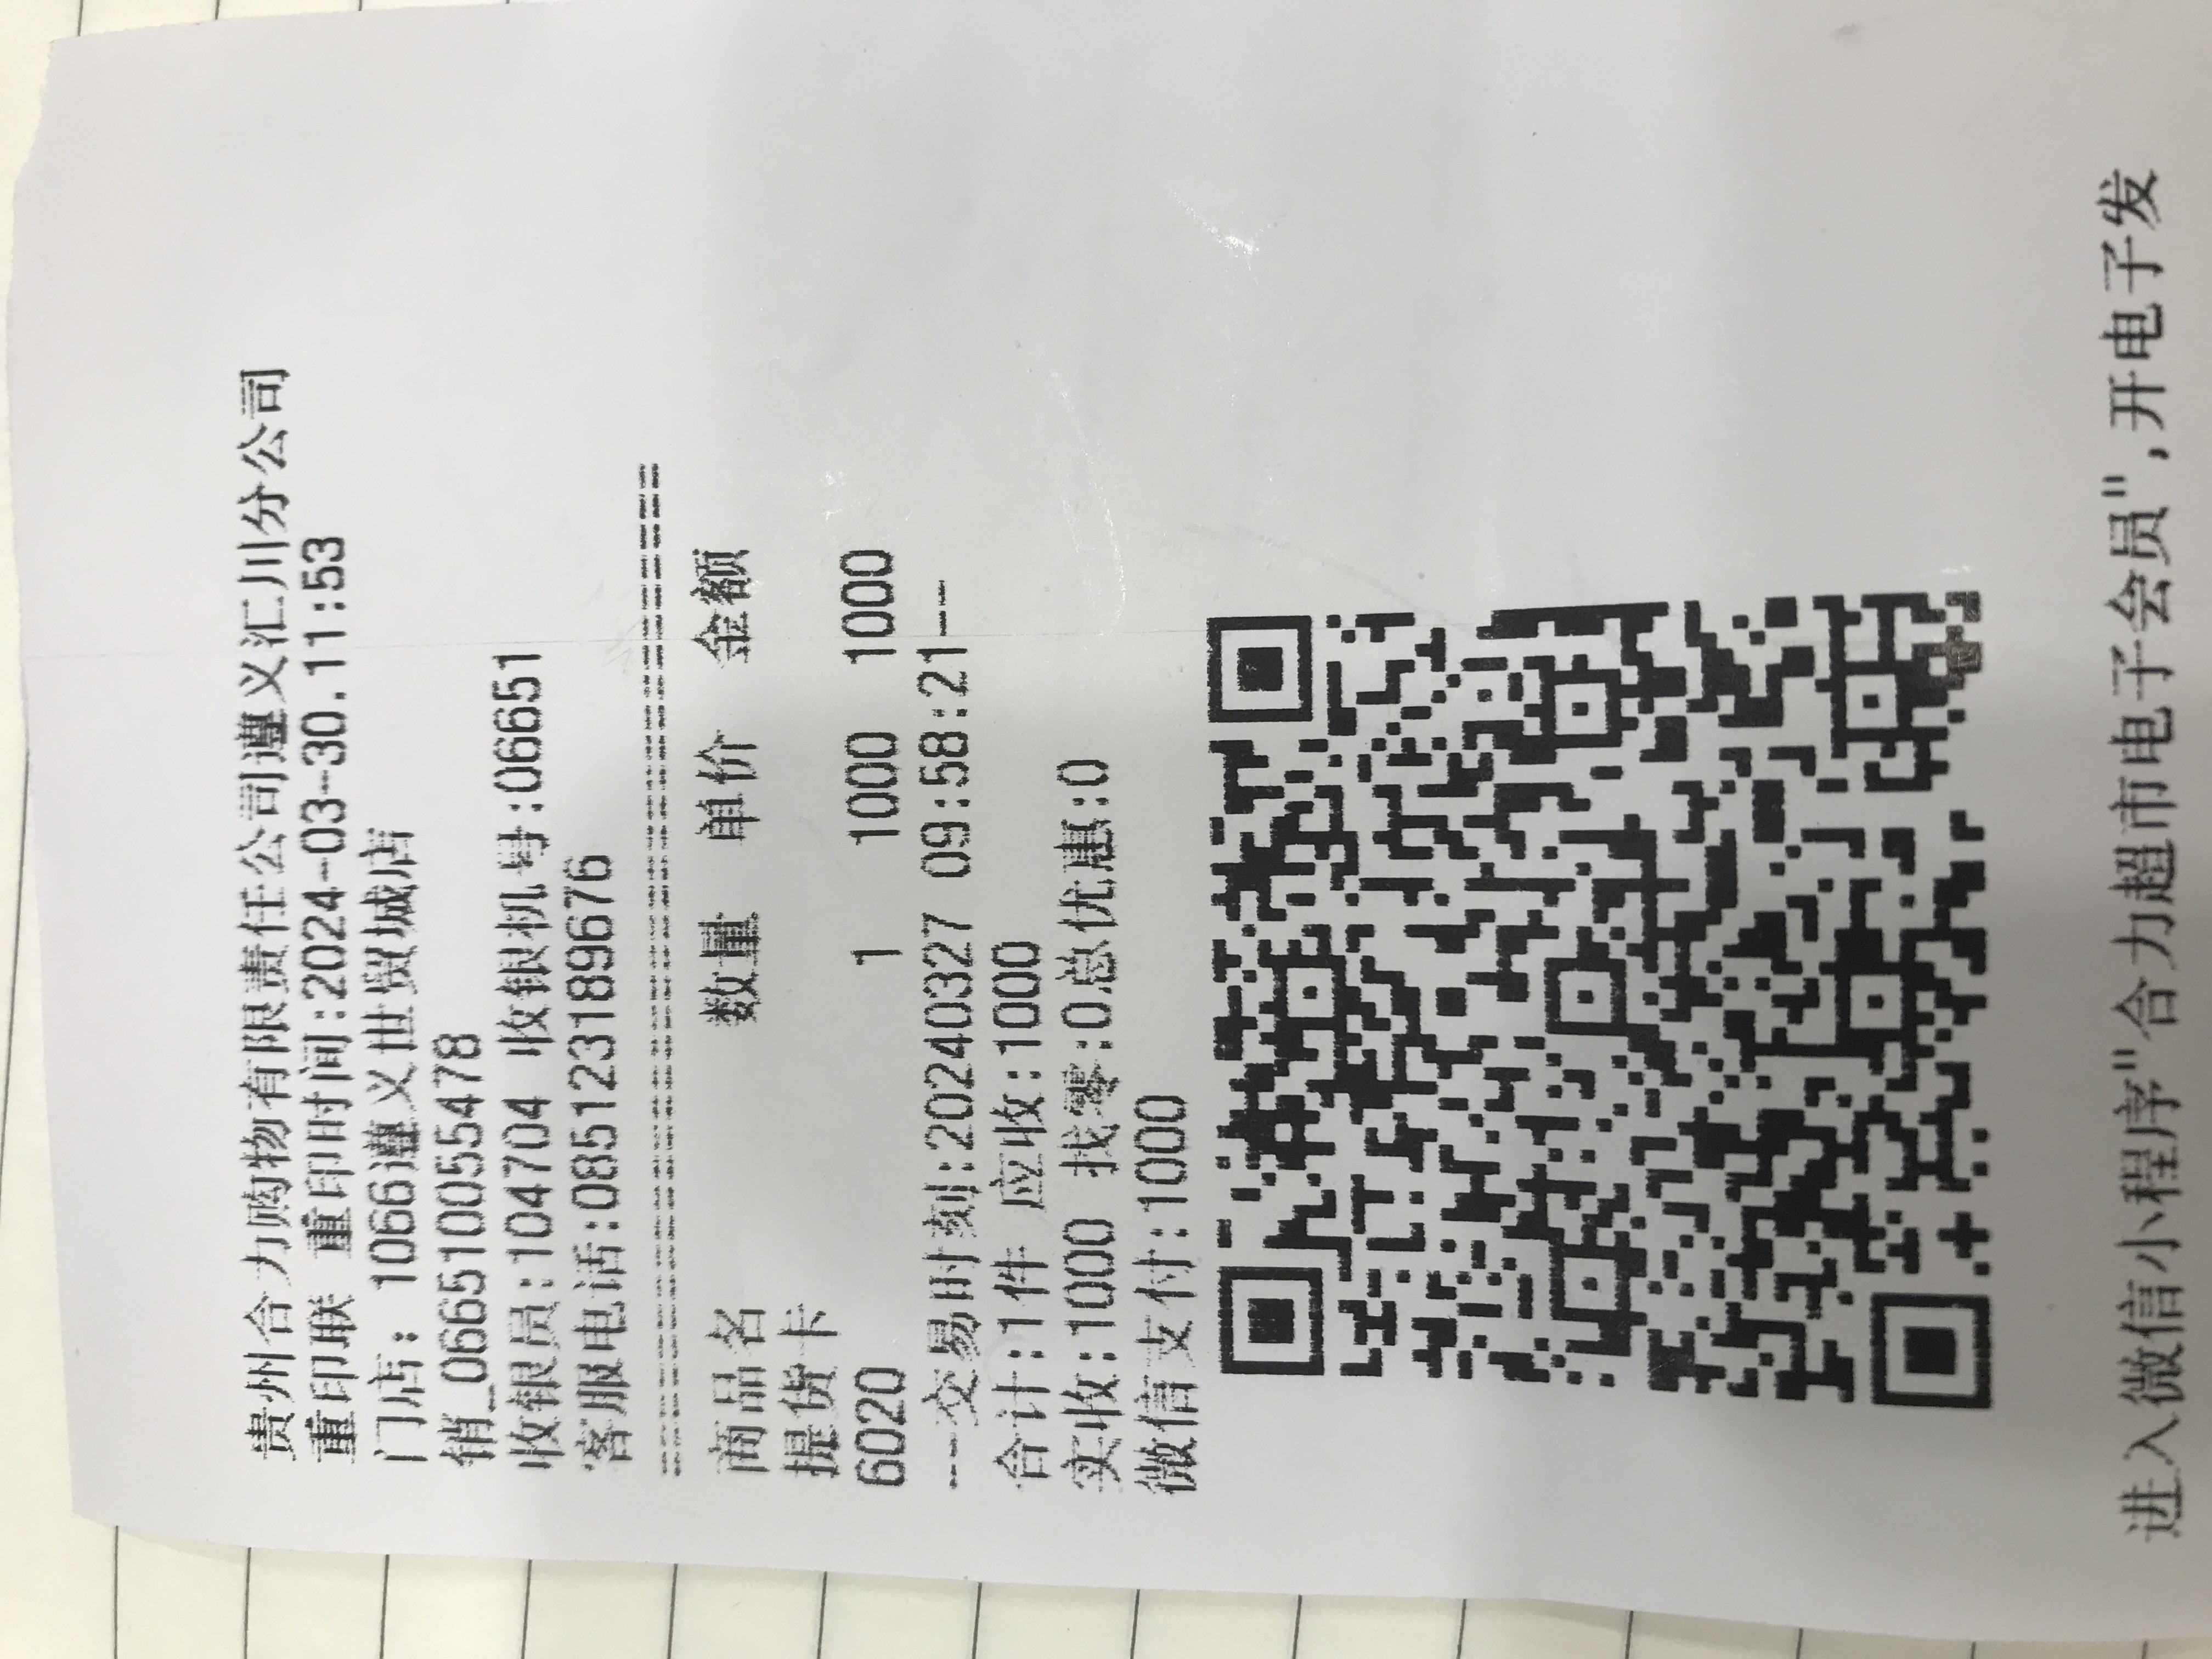 贵州合力购物有限责任公司遵义汇川分公司
重印联 重印时间:2024-03-30.11:53
门店: 1066遵义世贸城店
销_066510055478
收银员:104704 收银机号:06651
客服电话:085123189676
==================================
商品名 数量 单价 金额
提货卡
6020 1 1000 1000
---交易时刻:20240327 09:58:21---
合计:1件 应收:1000
实收:1000 找零:0总优惠:0
微信支付:1000
进入微信小程序"合力超市电子会员",开电子发